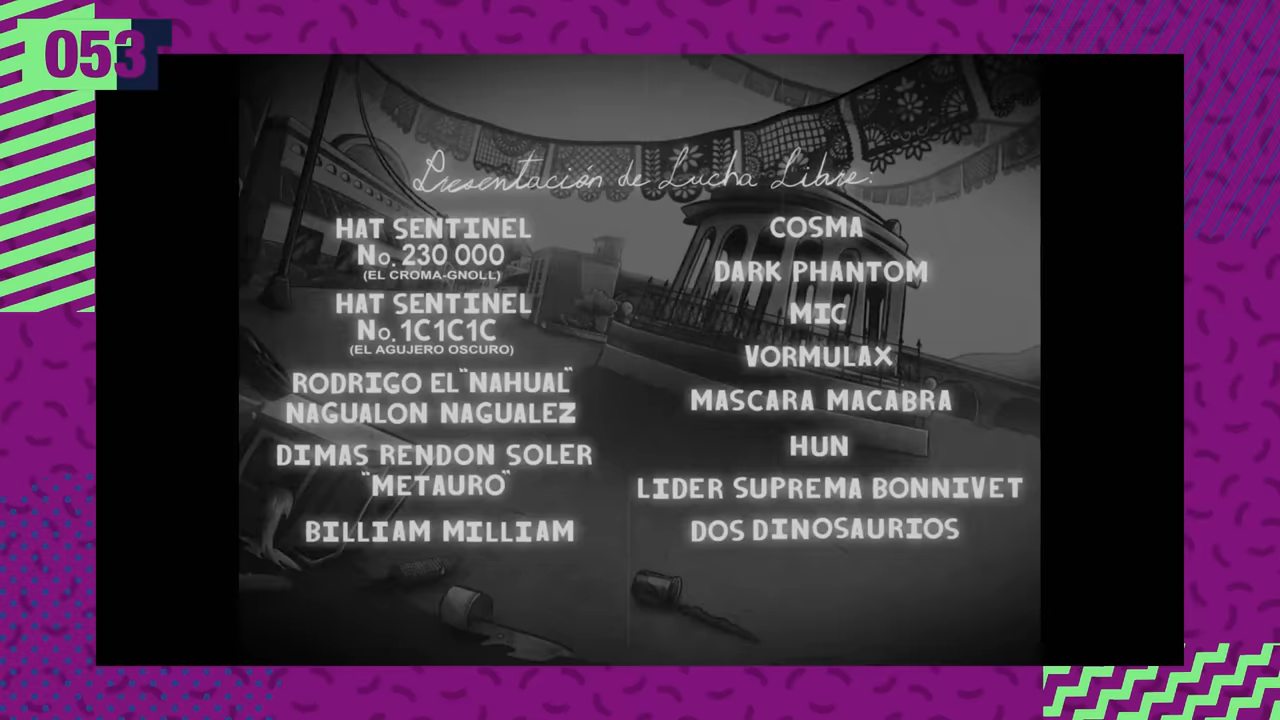 053
Presentación de Lucha Libre:
HAT SENTINEL
No. 230 000
(EL CROMA-GNOLL)
HAT SENTINEL
No. 1C1C1C
(EL AGUJERO OSCURO)
RODRIGO EL "NAHUAL"
NAGUALON NAGUALEZ
DIMAS RENDON SOLER
"METAURO"
BILLIAM MILLIAM
COSMA
DARK PHANTOM
MIC
VORMULAX
MASCARA MACABRA
HUN
LIDER SUPREMA BONNIVET
DOS DINOSAURIOS